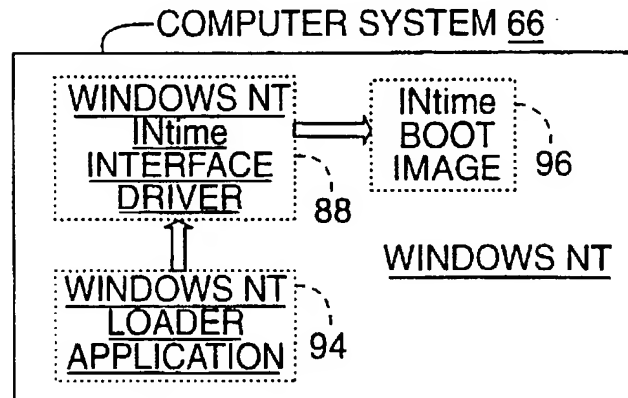 COMPUTER SYSTEM 66
WINDOWS NT
INtime
INTERFACE
DRIVER
88
INtime
BOOT
IMAGE
96
WINDOWS NT
WINDOWS NT
LOADER
APPLICATION
94